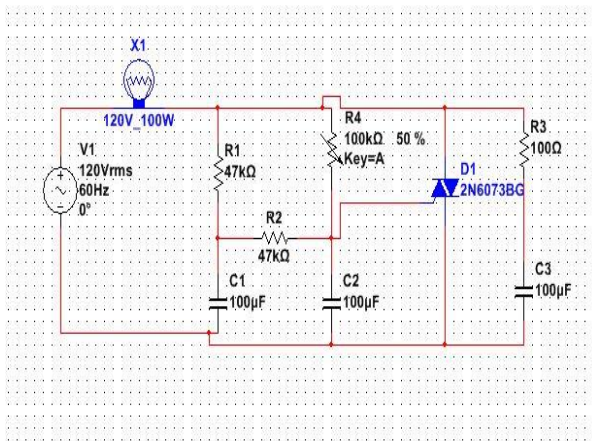 X1
120V_100W
V1
120Vrms
60Hz
0°
R1
47kΩ
R2
47kΩ
R4
100kΩ 50 %
Key=A
R3
100Ω
D1
2N6073BG
C1
100µF
C2
100µF
C3
100µF